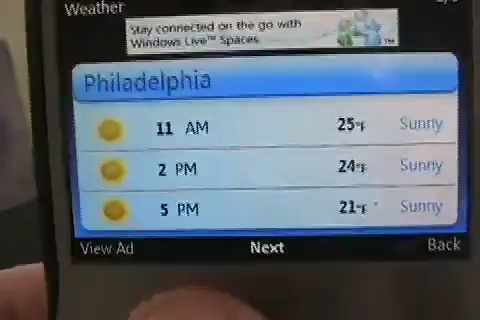 Weather
Stay connected on the go with
Windows Live™ Spaces.
Philadelphia
11 AM 25°F Sunny
2 PM 24°F Sunny
5 PM 21°F Sunny
View Ad Next Back